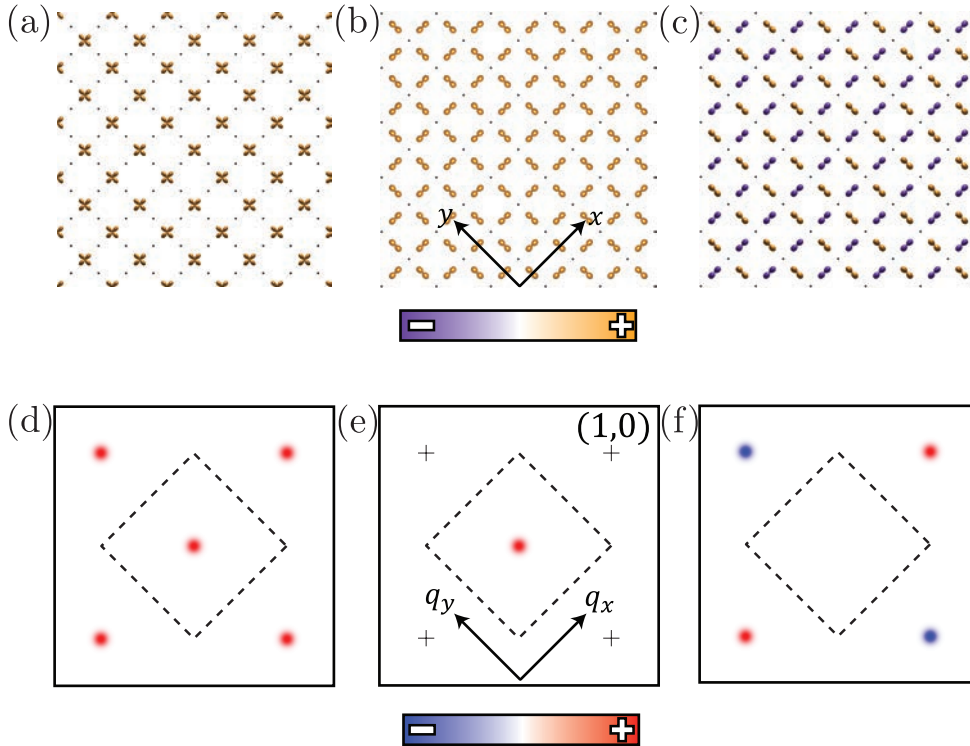 (a) (b) (c)
y x
− +
(d) (e) (1,0) (f)
q_y q_x
− +